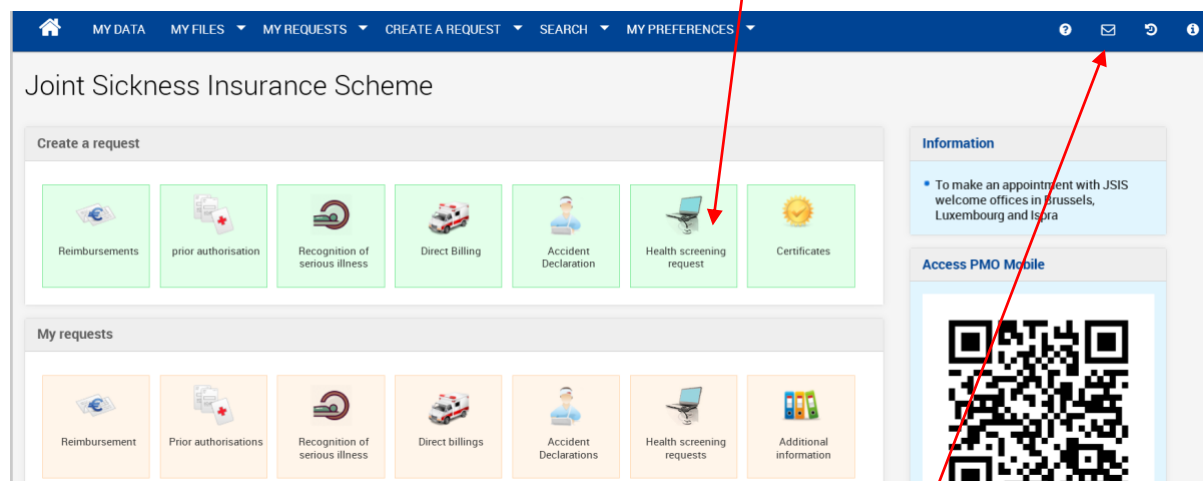 MY DATA MY FILES MY REQUESTS CREATE A REQUEST SEARCH MY PREFERENCES
Joint Sickness Insurance Scheme
Create a request
Reimbursements
prior authorisation
Recognition of
serious illness
Direct Billing
Accident
Declaration
Health screening
request
Certificates
My requests
Reimbursement
Prior authorisations
Recognition of
serious illness
Direct billings
Accident
Declarations
Health screening
requests
Additional
information
Information
To make an appointment with JSIS
welcome offices in Brussels,
Luxembourg and Ispra
Access PMO Mobile